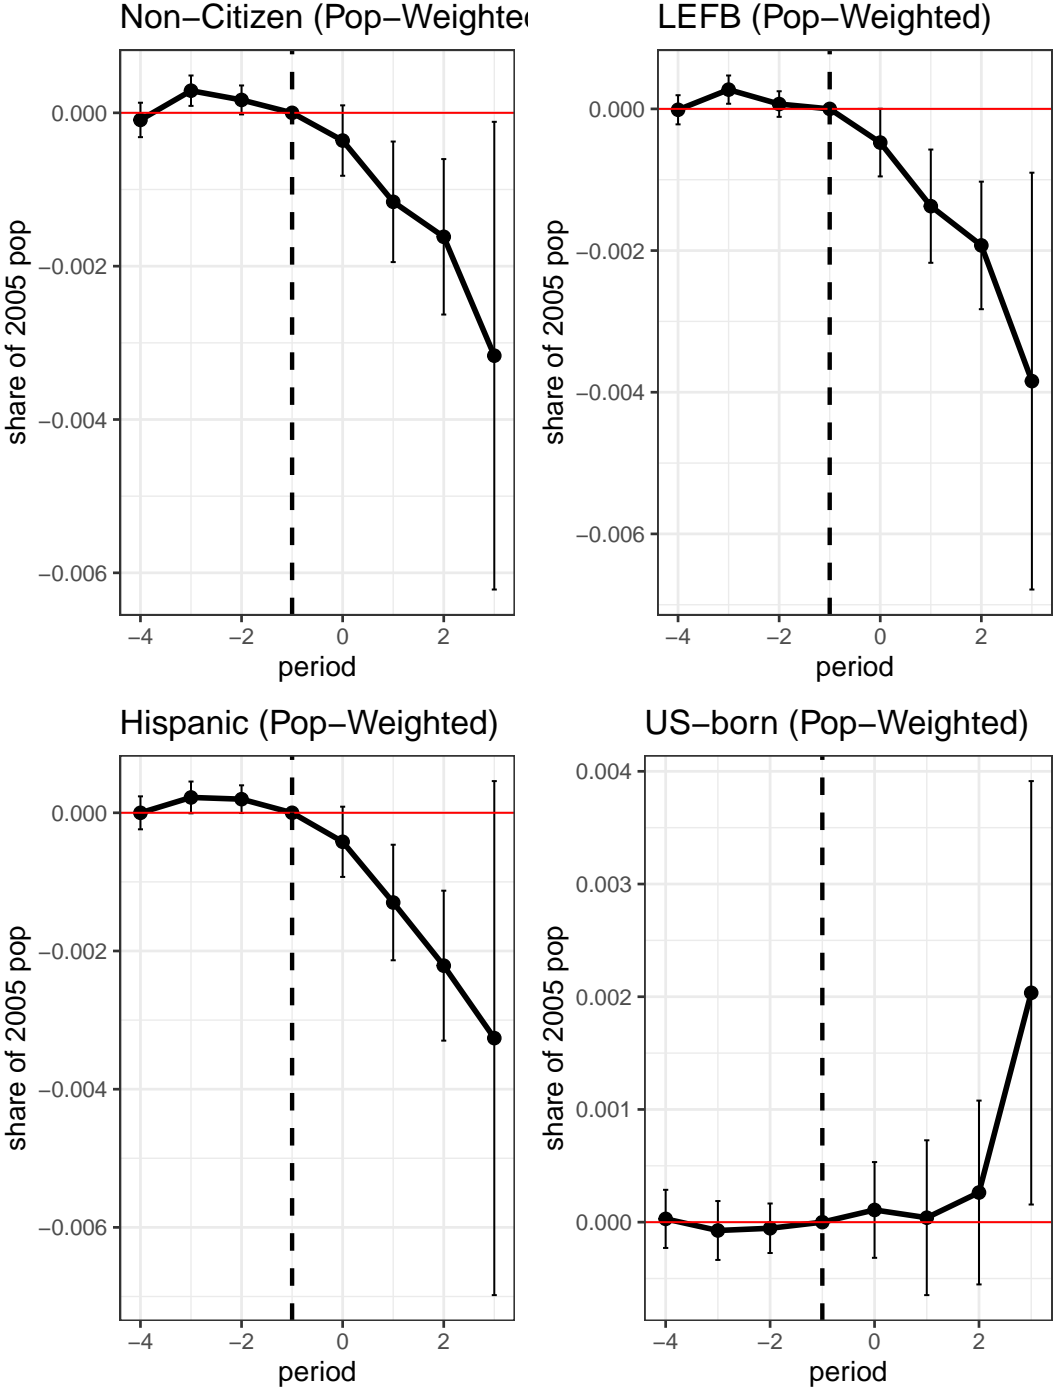 Non−Citizen (Pop−Weighte
share of 2005 pop
0.000
−0.002
−0.004
−0.006
−4
−2
0
2
period
LEFB (Pop−Weighted)
share of 2005 pop
0.000
−0.002
−0.004
−0.006
−4
−2
0
2
period
Hispanic (Pop−Weighted)
share of 2005 pop
0.000
−0.002
−0.004
−0.006
−4
−2
0
2
period
US−born (Pop−Weighted)
share of 2005 pop
0.004
0.003
0.002
0.001
0.000
−4
−2
0
2
period